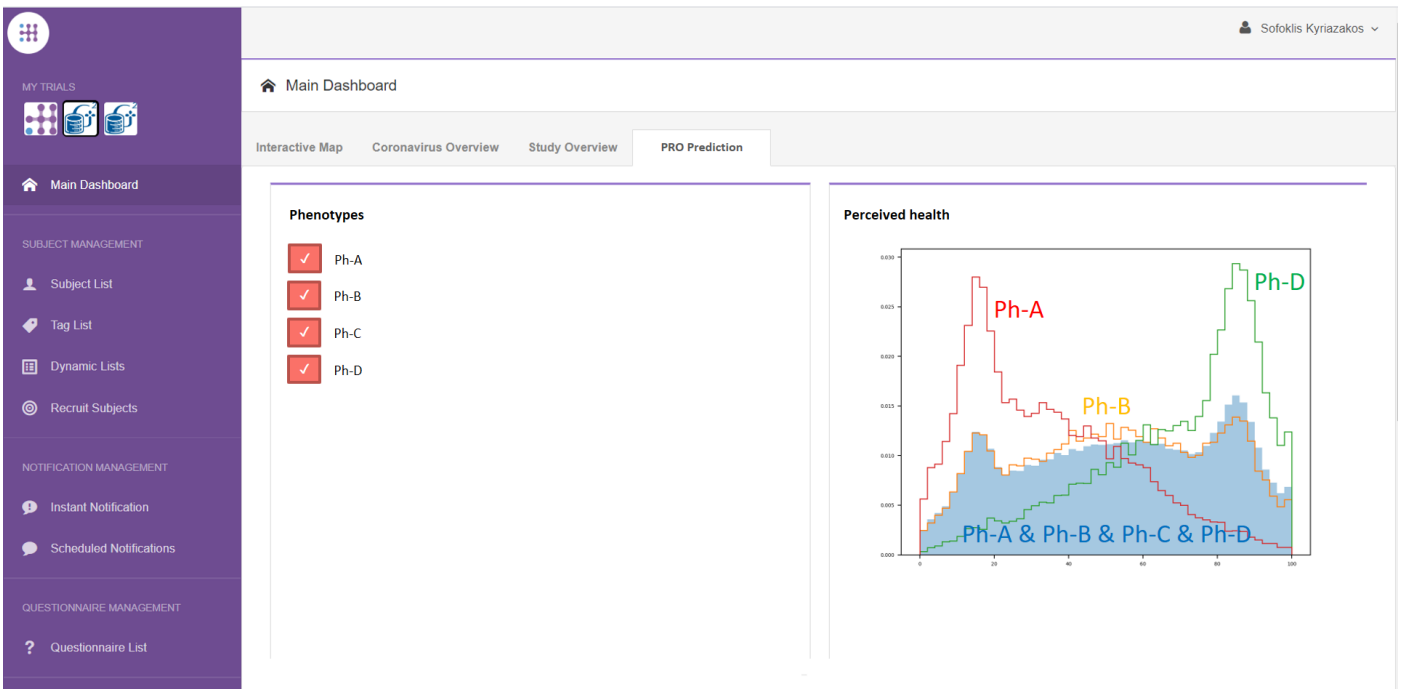 Sofoklis Kyriazakos
MY TRIALS
Main Dashboard
Interactive Map Coronavirus Overview Study Overview PRO Prediction
Main Dashboard
SUBJECT MANAGEMENT
Subject List
Tag List
Dynamic Lists
Recruit Subjects
NOTIFICATION MANAGEMENT
Instant Notification
Scheduled Notifications
QUESTIONNAIRE MANAGEMENT
? Questionnaire List
Phenotypes
Ph-A
Ph-B
Ph-C
Ph-D
Perceived health
0.030
0.025
0.020
0.015
0.010
0.005
0.000
Ph-A
Ph-D
Ph-B
Ph-A & Ph-B & Ph-C & Ph-D
0 20 40 60 80 100